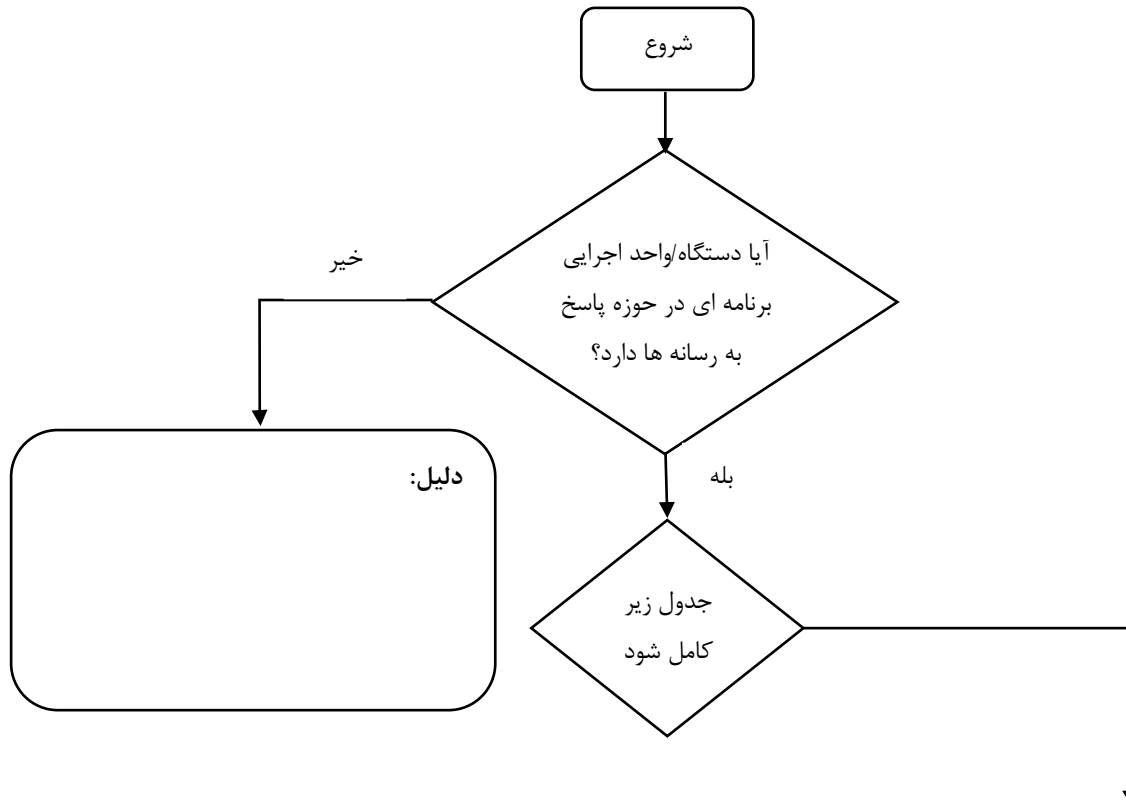 شروع
آیا دستگاه/واحد اجرایی
برنامه ای در حوزه پاسخ
به رسانه ها دارد؟
خیر
بله
دلیل:
جدول زیر
کامل شود